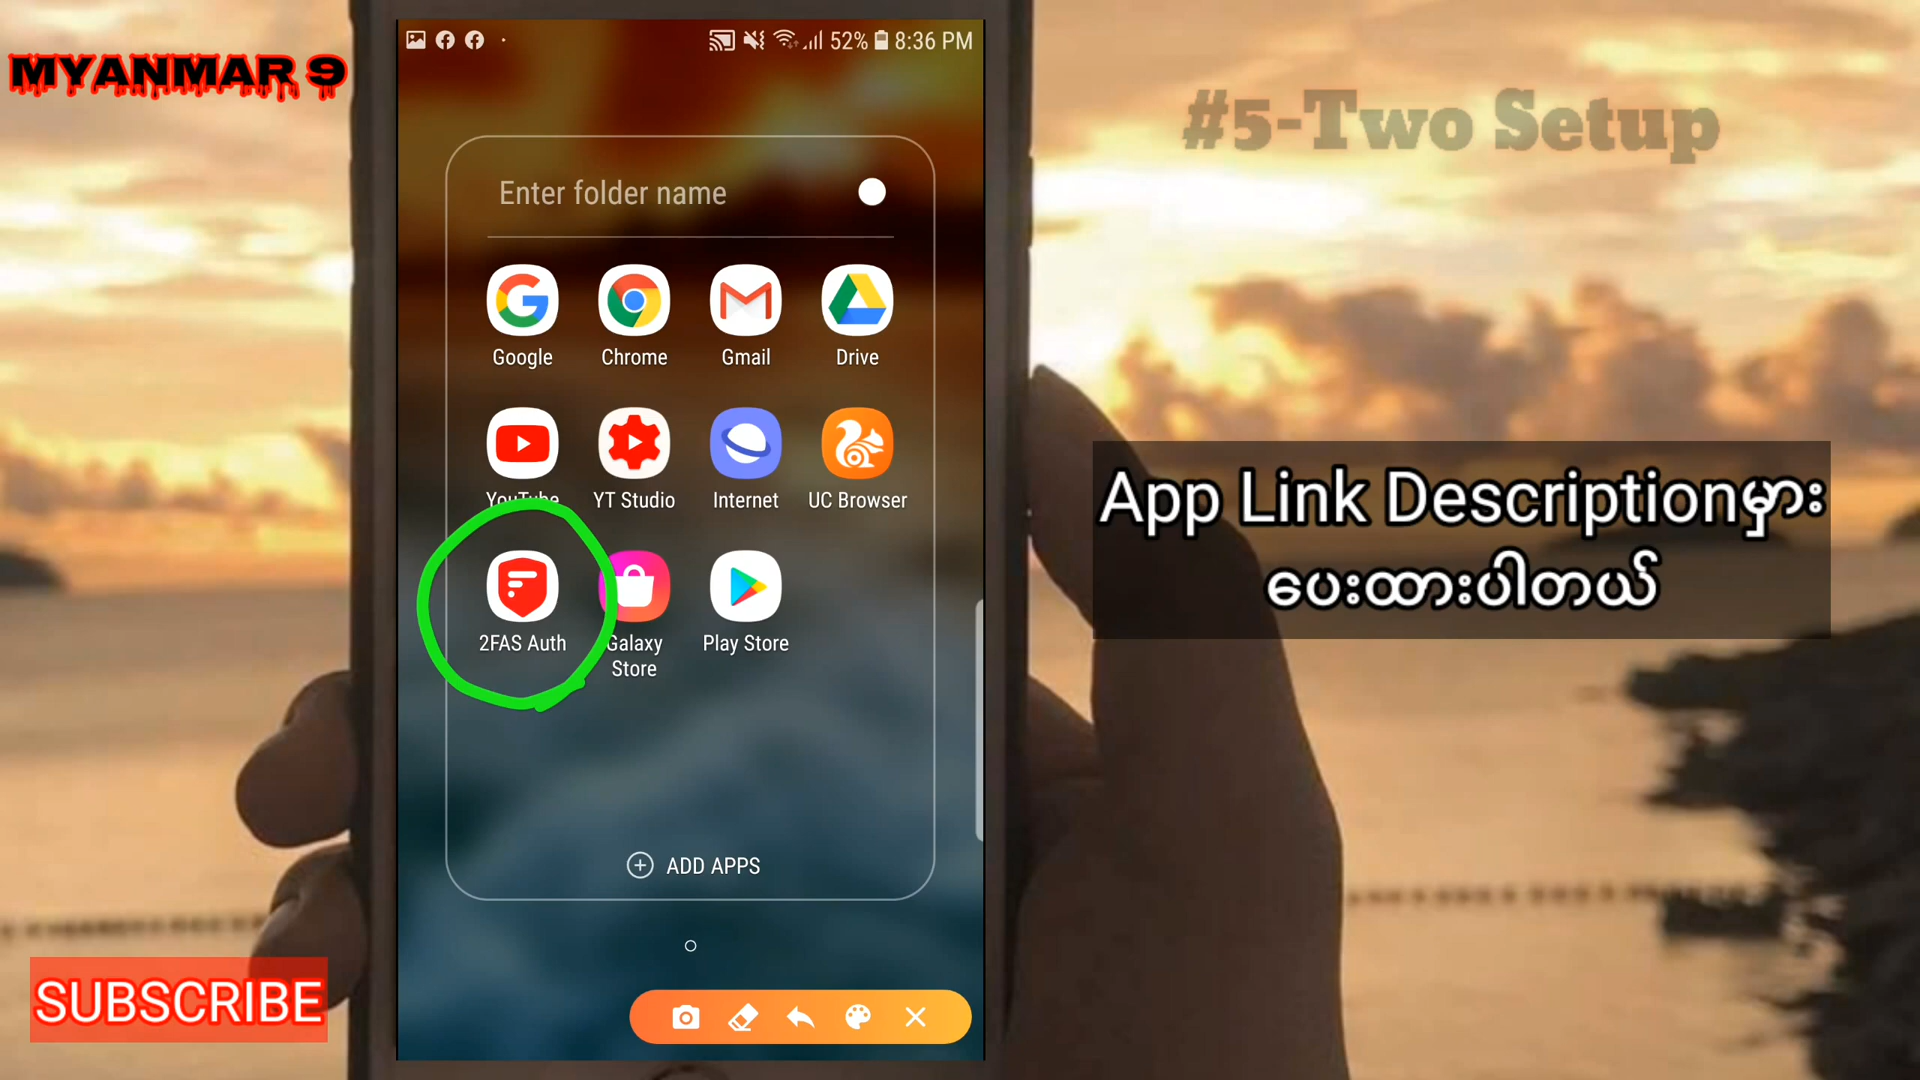 MYANMAR 9
52% 8:36 PM
#5-Two Setup
Enter folder name
Google Chrome Gmail Drive
YouTube YT Studio Internet UC Browser
2FAS Auth Galaxy Store Play Store
App Link Descriptionမှား
ပေးထားပါတယ်
ADD APPS
SUBSCRIBE